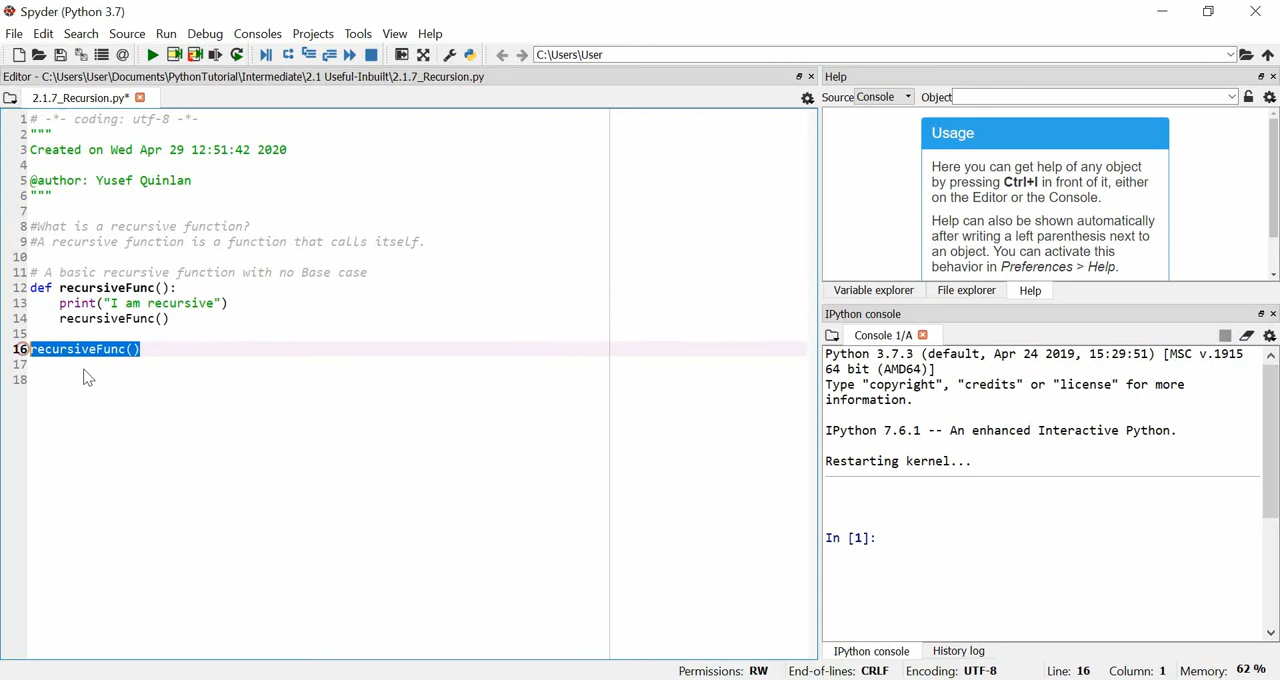 Spyder (Python 3.7)
File Edit Search Source Run Debug Consoles Projects Tools View Help
C:\Users\User
Editor - C:\Users\User\Documents\PythonTutorial\Intermediate\2.1 Useful-Inbuilt\2.1.7_Recursion.py
Help
2.1.7_Recursion.py*
Source Console Object
1 # -*- coding: utf-8 -*-
2 """
3 Created on Wed Apr 29 12:51:42 2020
4
5 @author: Yusef Quinlan
6 """
7
8 #What is a recursive function?
9 #A recursive function is a function that calls itself.
10
11 # A basic recursive function with no Base case
12 def recursiveFunc():
13     print("I am recursive")
14     recursiveFunc()
15
16 recursiveFunc()
17
18
Usage
Here you can get help of any object
by pressing Ctrl+I in front of it, either
on the Editor or the Console.
Help can also be shown automatically
after writing a left parenthesis next to
an object. You can activate this
behavior in Preferences > Help.
Variable explorer File explorer Help
IPython console
Console 1/A
Python 3.7.3 (default, Apr 24 2019, 15:29:51) [MSC v.1915
64 bit (AMD64)]
Type "copyright", "credits" or "license" for more
information.
IPython 7.6.1 -- An enhanced Interactive Python.
Restarting kernel...
In [1]:
IPython console History log
Permissions: RW End-of-lines: CRLF Encoding: UTF-8 Line: 16 Column: 1 Memory: 62 %